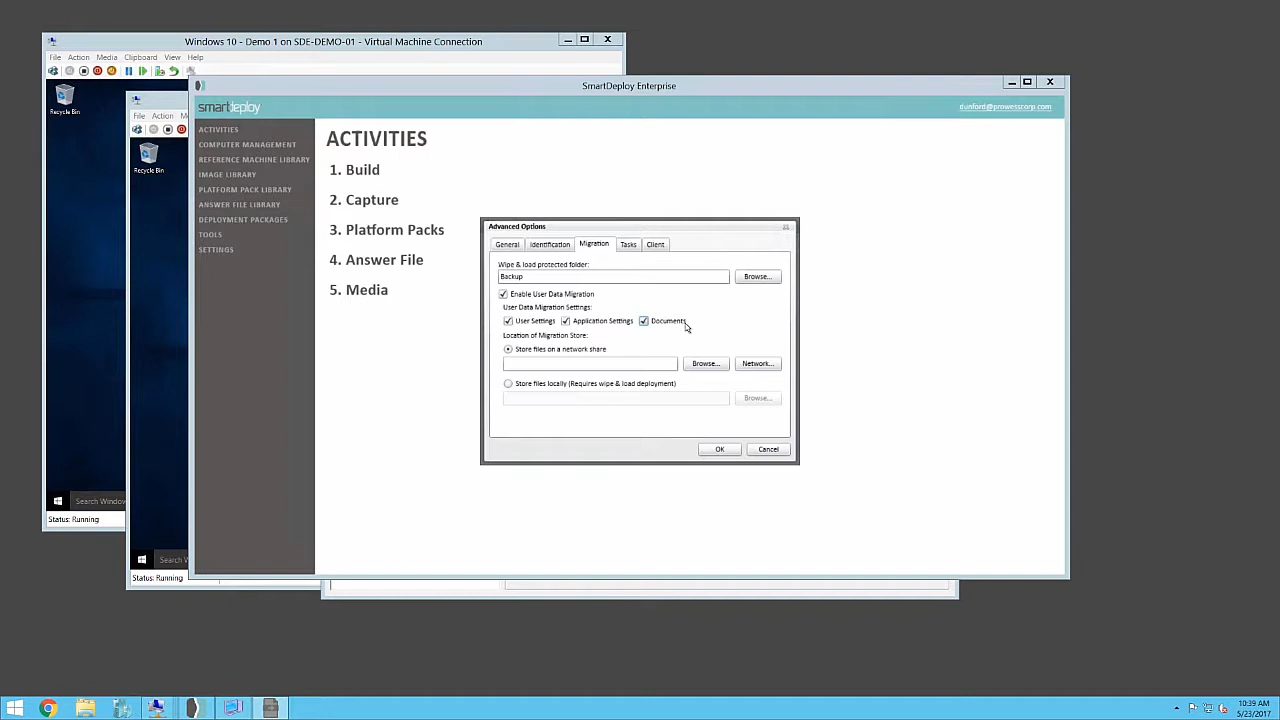 Windows 10 - Demo 1 on SDE-DEMO-01 - Virtual Machine Connection
File Action Media Clipboard View Help
Recycle Bin
SmartDeploy Enterprise
smartdeploy
dunford@prowesscorp.com
File Action
Recycle Bin
ACTIVITIES
COMPUTER MANAGEMENT
REFERENCE MACHINE LIBRARY
IMAGE LIBRARY
PLATFORM PACK LIBRARY
ANSWER FILE LIBRARY
DEPLOYMENT PACKAGES
TOOLS
SETTINGS
ACTIVITIES
1. Build
2. Capture
3. Platform Packs
4. Answer File
5. Media
Advanced Options
General Identification Migration Tasks Client
Wipe & load protected folder:
Backup Browse...
Enable User Data Migration
User Data Migration Settings:
User Settings Application Settings Documents
Location of Migration Store:
Store files on a network share
Browse... Network...
Store files locally (Requires wipe & load deployment)
Browse...
OK Cancel
Search Window
Status: Running
Search W
Status: Running
10:39 AM
5/23/2017